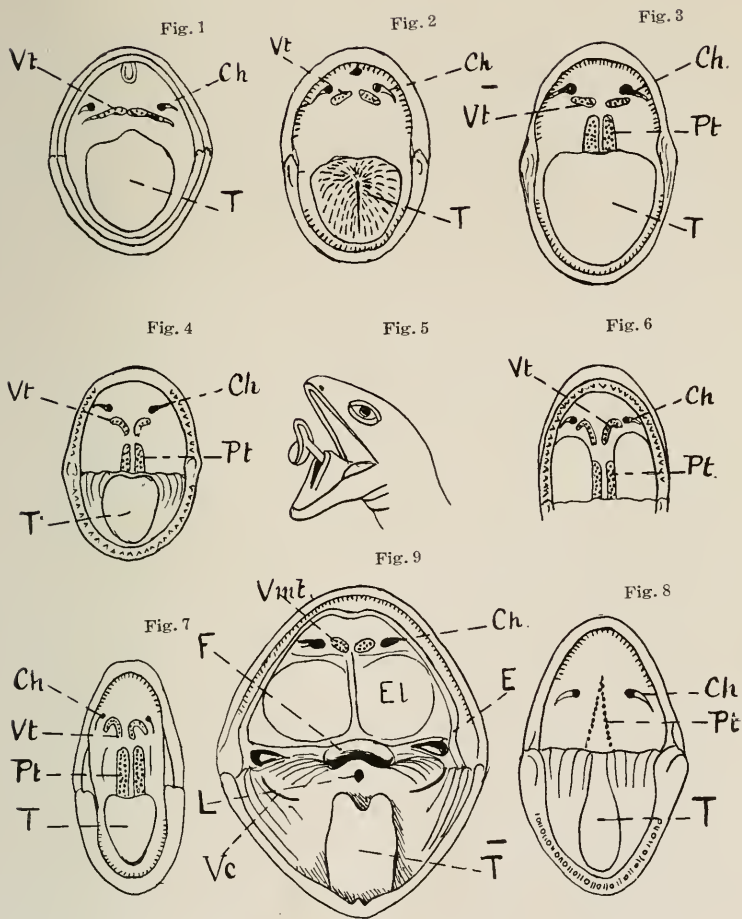 Fig. 1
Vt
Ch
T
Fig. 2
Vt
Ch
T
Fig. 3
Ch.
Vt
Pt
T
Fig. 4
Vt
Ch
Pt
T
Fig. 5
Fig. 6
Vt
Ch
Pt.
Fig. 7
Ch
Vt
Pt
T
Fig. 9
Vmt.
F
Ch.
El
E
L
Vc
T
Fig. 8
Ch
Pt
T